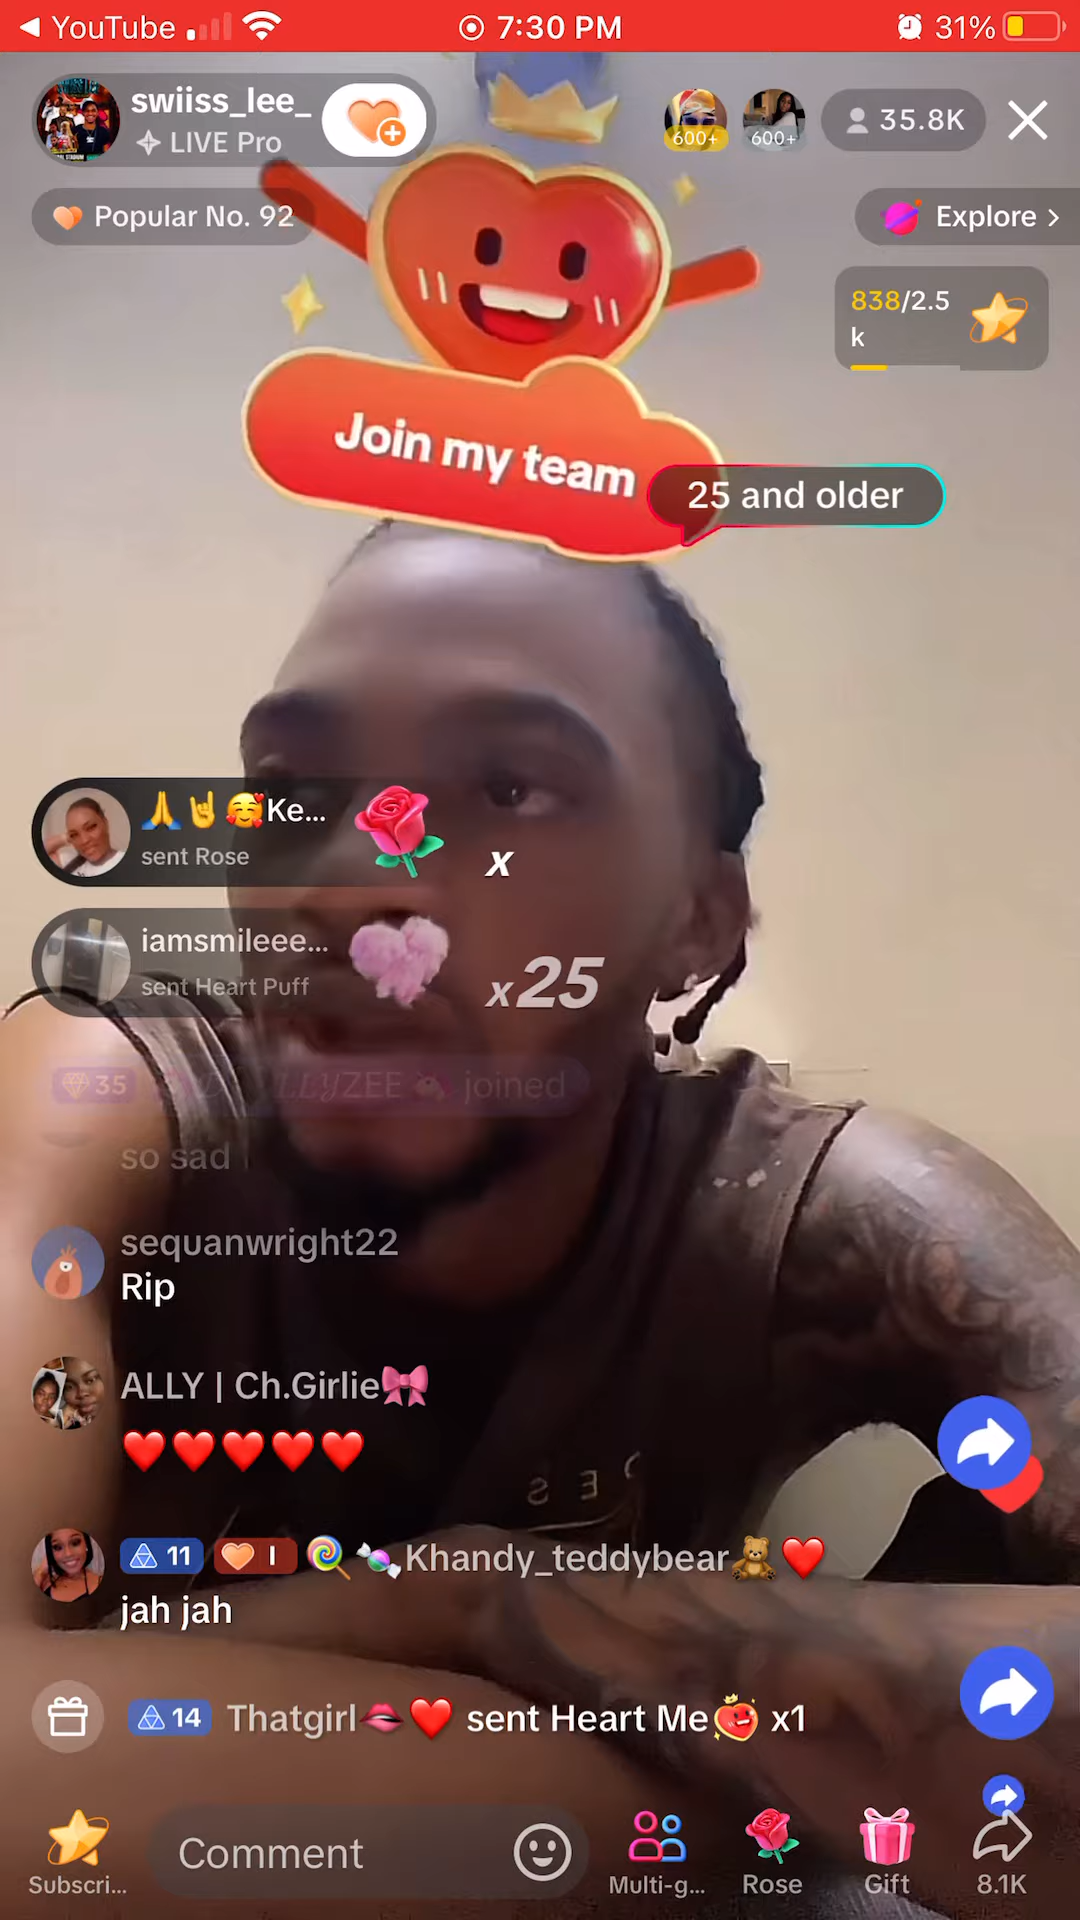 YouTube
7:30 PM
31%
swiiss_lee_
LIVE Pro
600+
600+
35.8K
Popular No. 92
Explore
838/2.5
k
Join my team
25 and older
🙏🤘🥰Ke...
sent Rose
x
iamsmileee...
sent Heart Puff
x25
35
joined
so sad
sequanwright22
Rip
ALLY | Ch.Girlie🎀
❤️❤️❤️❤️❤️
11 I 🍭🍬Khandy_teddybear🧸❤️
jah jah
14 Thatgirl🫦❤️ sent Heart Me x1
Subscri...
Comment
Multi-g...
Rose
Gift
8.1K